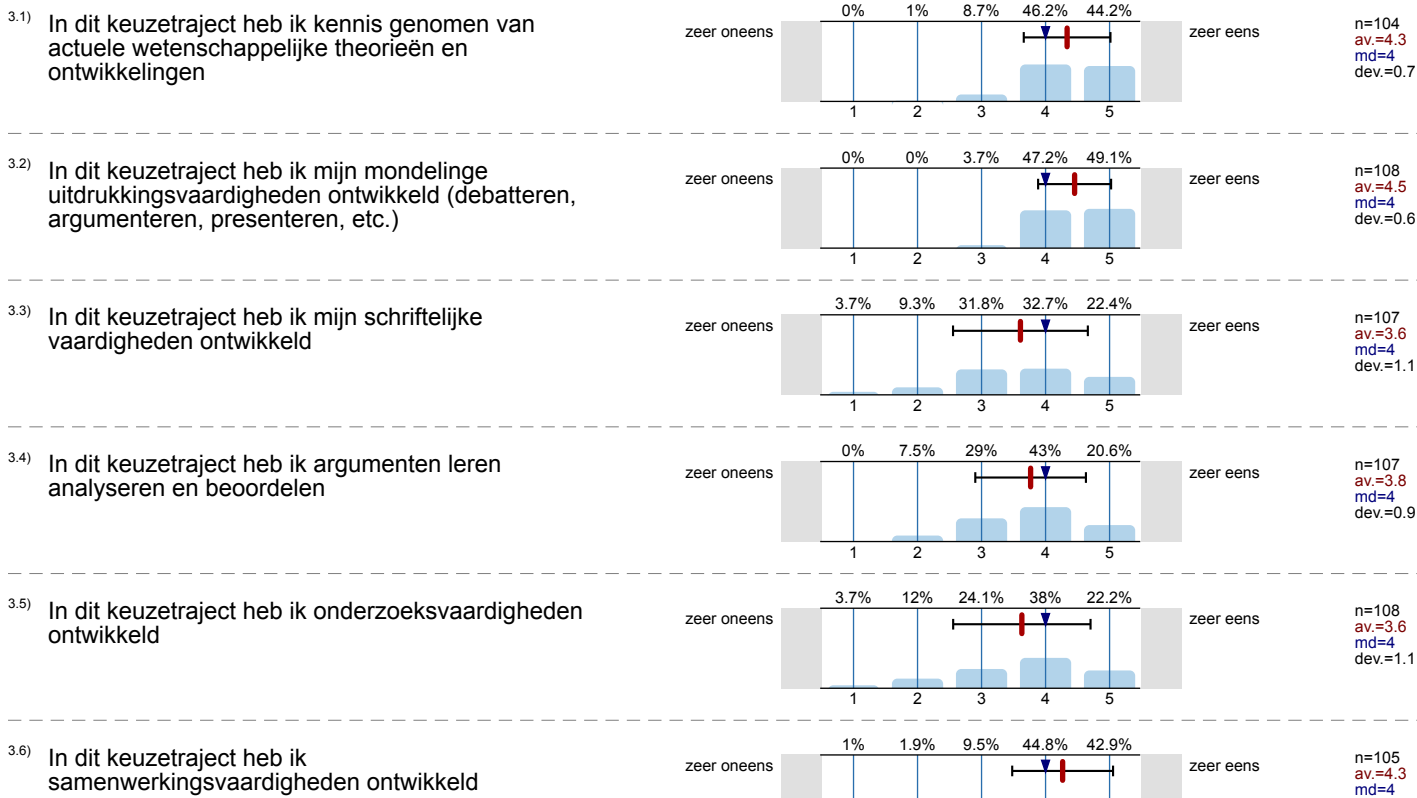 3.1) In dit keuzetraject heb ik kennis genomen van
actuele wetenschappelijke theorieën en
ontwikkelingen
zeer oneens
0% 1% 8.7% 46.2% 44.2%
1 2 3 4 5
zeer eens
n=104
av.=4.3
md=4
dev.=0.7
3.2) In dit keuzetraject heb ik mijn mondelinge
uitdrukkingsvaardigheden ontwikkeld (debatteren,
argumenteren, presenteren, etc.)
zeer oneens
0% 0% 3.7% 47.2% 49.1%
1 2 3 4 5
zeer eens
n=108
av.=4.5
md=4
dev.=0.6
3.3) In dit keuzetraject heb ik mijn schriftelijke
vaardigheden ontwikkeld
zeer oneens
3.7% 9.3% 31.8% 32.7% 22.4%
1 2 3 4 5
zeer eens
n=107
av.=3.6
md=4
dev.=1.1
3.4) In dit keuzetraject heb ik argumenten leren
analyseren en beoordelen
zeer oneens
0% 7.5% 29% 43% 20.6%
1 2 3 4 5
zeer eens
n=107
av.=3.8
md=4
dev.=0.9
3.5) In dit keuzetraject heb ik onderzoeksvaardigheden
ontwikkeld
zeer oneens
3.7% 12% 24.1% 38% 22.2%
1 2 3 4 5
zeer eens
n=108
av.=3.6
md=4
dev.=1.1
3.6) In dit keuzetraject heb ik
samenwerkingsvaardigheden ontwikkeld
zeer oneens
1% 1.9% 9.5% 44.8% 42.9%
zeer eens
n=105
av.=4.3
md=4